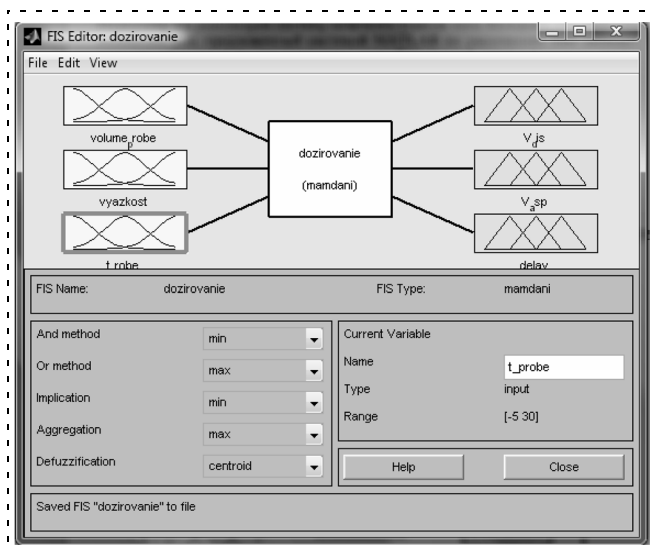 FIS Editor: dozirovanie
File Edit View
volume_probe
V_djs
dozirovanie
(mamdani)
vyazkost
V_asp
t_robe
delay
FIS Name: dozirovanie FIS Type: mamdani
And method min
Or method max
Implication min
Aggregation max
Defuzzification centroid
Current Variable
Name t_probe
Type input
Range [-5 30]
Help Close
Saved FIS "dozirovanie" to file